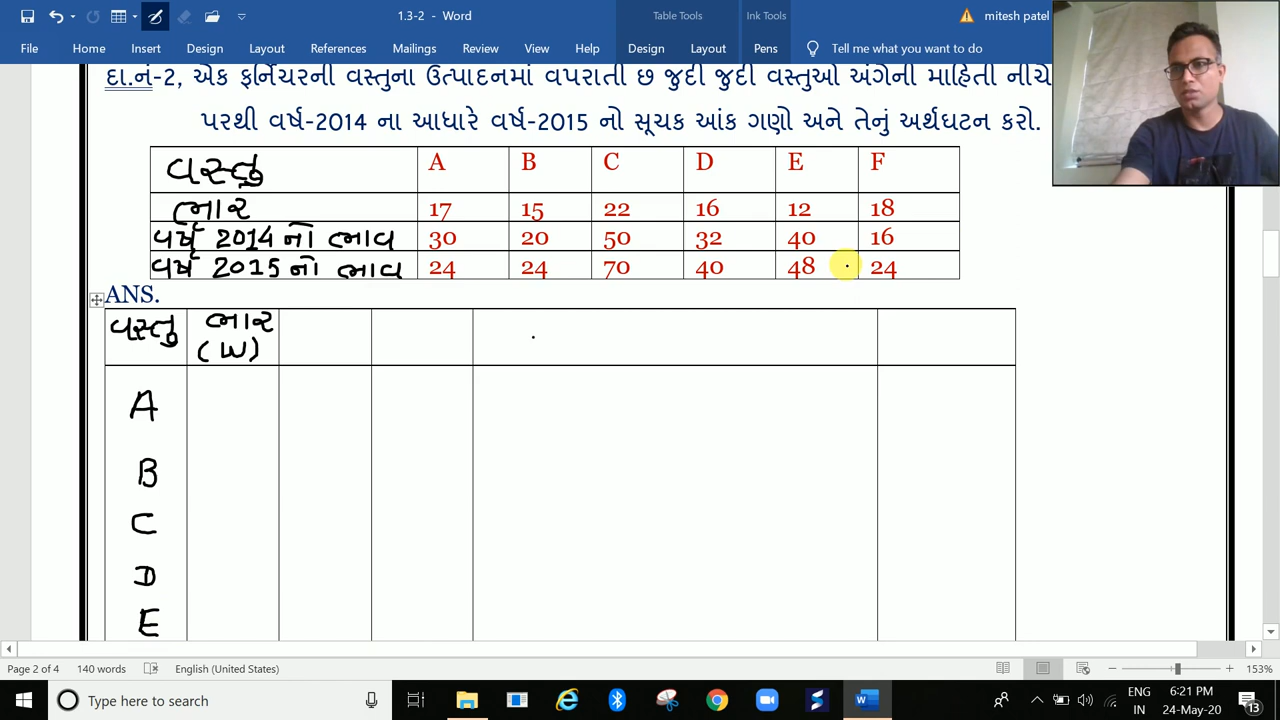 1.3-2 - Word
Table Tools
Ink Tools
mitesh patel
File Home Insert Design Layout References Mailings Review View Help Design Layout Pens Tell me what you want to do
દા.નં-2, એક ફર્નિચરની વસ્તુના ઉત્પાદનમાં વપરાતી છ જુદી જુદી વસ્તુઓ અંગેની માહિતી નીચે
પરથી વર્ષ-2014 ના આધારે વર્ષ-2015 નો સૂચક આંક ગણો અને તેનું અર્થઘટન કરો.
વસ્તુ A B C D E F
ભાર 17 15 22 16 12 18
વર્ષ 2014 નો ભાવ 30 20 50 32 40 16
વર્ષ 2015 નો ભાવ 24 24 70 40 48 24
ANS.
વસ્તુ ભાર
(W)
A
B
C
D
E
Page 2 of 4 140 words English (United States) 153%
Type here to search
ENG 6:21 PM
IN 24-May-20 13